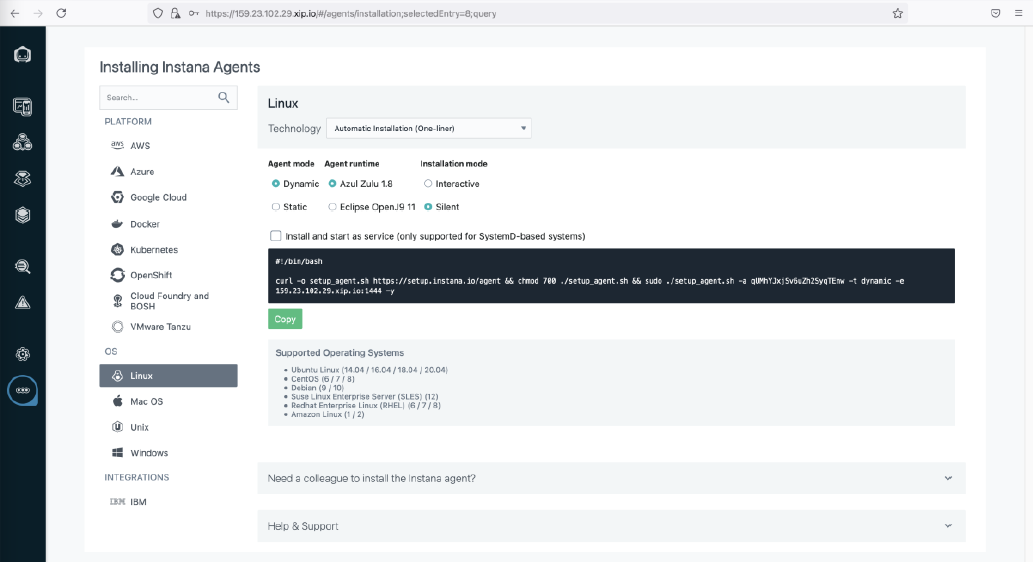 https://159.23.102.29.xip.io/#/agents/installation;selectedEntry=8;query
Installing Instana Agents
Search...
PLATFORM
aws AWS
Azure
Google Cloud
Docker
Kubernetes
OpenShift
Cloud Foundry and
BOSH
VMware Tanzu
OS
Linux
Mac OS
Unix
Windows
INTEGRATIONS
IBM IBM
Linux
Technology Automatic Installation (One-liner)
Agent mode Agent runtime Installation mode
Dynamic Azul Zulu 1.8 Interactive
Static Eclipse OpenJ9 11 Silent
Install and start as service (only supported for SystemD-based systems)
#!/bin/bash
curl -o setup_agent.sh https://setup.instana.io/agent && chmod 700 ./setup_agent.sh && sudo ./setup_agent.sh -a qUMhYJxjSv6uZh2SyqTEnw -t dynamic -e
159.23.102.29.xip.io:1444 -y
Copy
Supported Operating Systems
• Ubuntu Linux (14.04 / 16.04 / 18.04 / 20.04)
• CentOS (6 / 7 / 8)
• Debian (9 / 10)
• Suse Linux Enterprise Server (SLES) (12)
• Redhat Enterprise Linux (RHEL) (6 / 7 / 8)
• Amazon Linux (1 / 2)
Need a colleague to install the Instana agent?
Help & Support